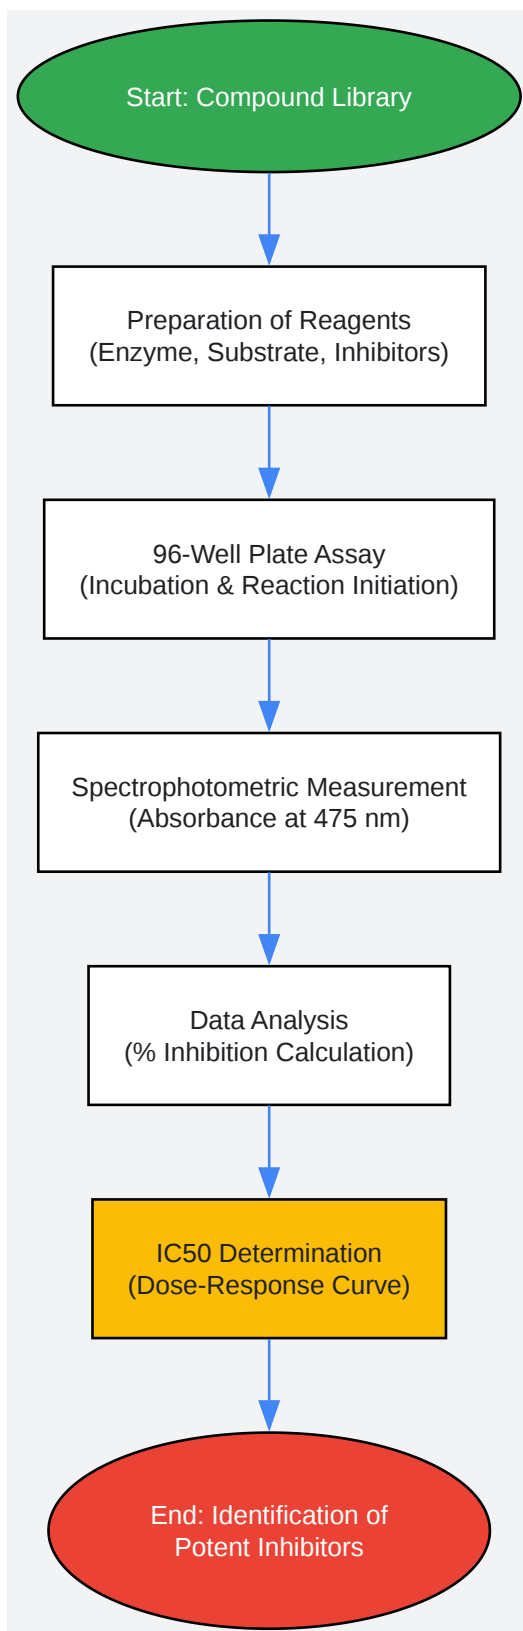 Start: Compound Library
Preparation of Reagents
(Enzyme, Substrate, Inhibitors)
96-Well Plate Assay
(Incubation & Reaction Initiation)
Spectrophotometric Measurement
(Absorbance at 475 nm)
Data Analysis
(% Inhibition Calculation)
IC50 Determination
(Dose-Response Curve)
End: Identification of
Potent Inhibitors